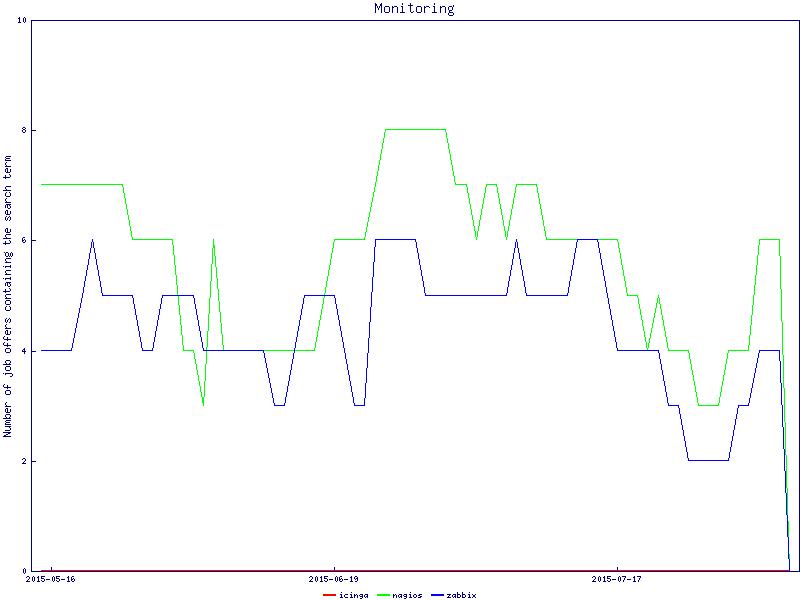 Monitoring
10
8
6
4
2
0
Number of job offers containing the search term
2015-05-16 2015-06-19 2015-07-17
icinga nagios zabbix